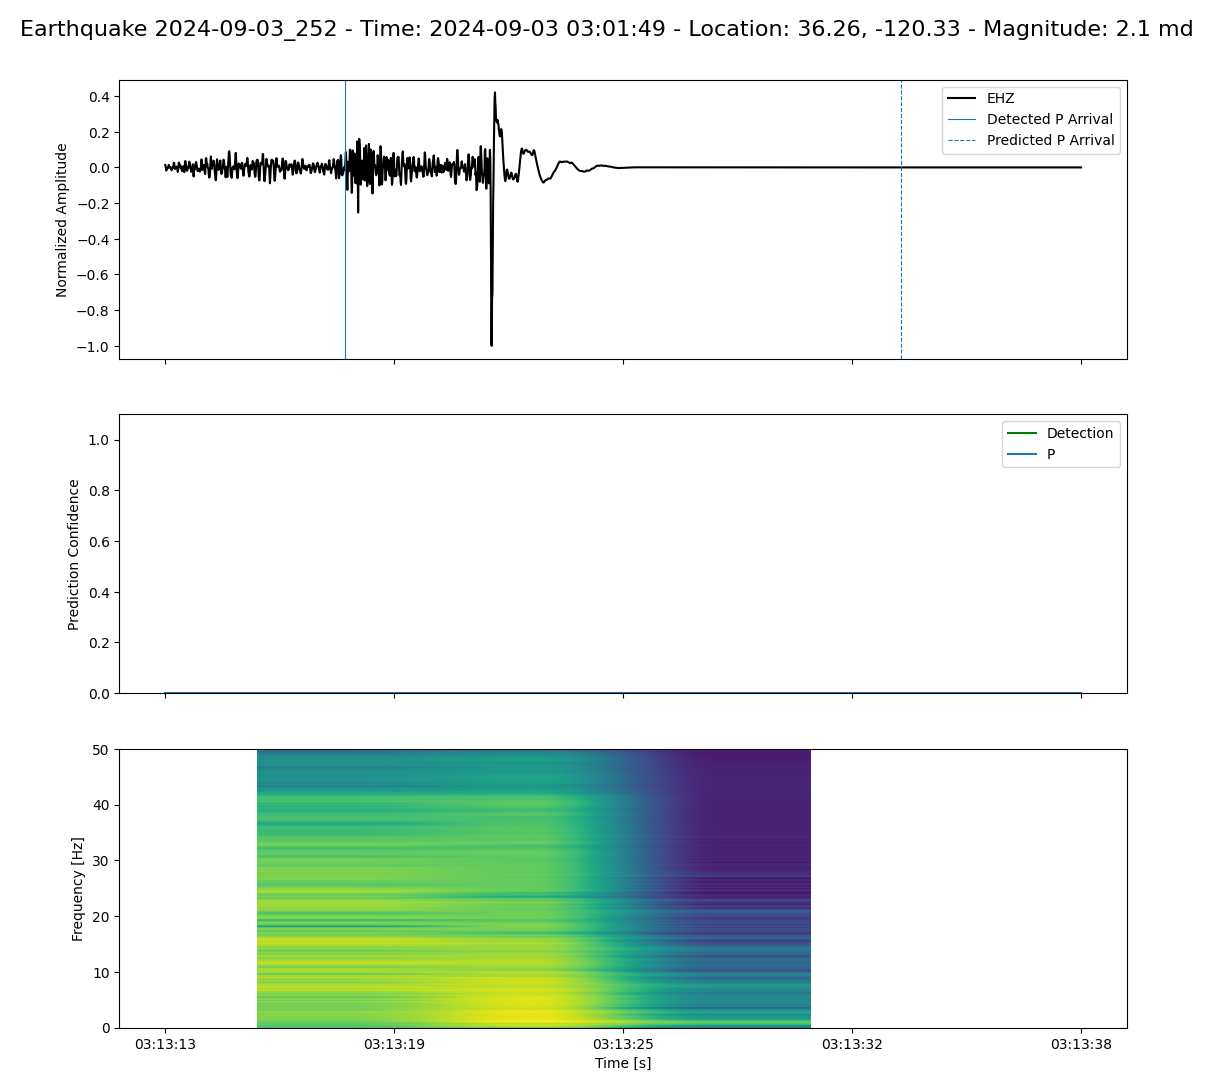 Earthquake 2024-09-03_252 - Time: 2024-09-03 03:01:49 - Location: 36.26, -120.33 - Magnitude: 2.1 md
EHZ
Detected P Arrival
Predicted P Arrival
0.4
0.2
0.0
−0.2
−0.4
−0.6
−0.8
−1.0
Normalized Amplitude
Detection
P
1.0
0.8
0.6
0.4
0.2
0.0
Prediction Confidence
50
40
30
20
10
0
Frequency [Hz]
03:13:13
03:13:19
03:13:25
03:13:32
03:13:38
Time [s]